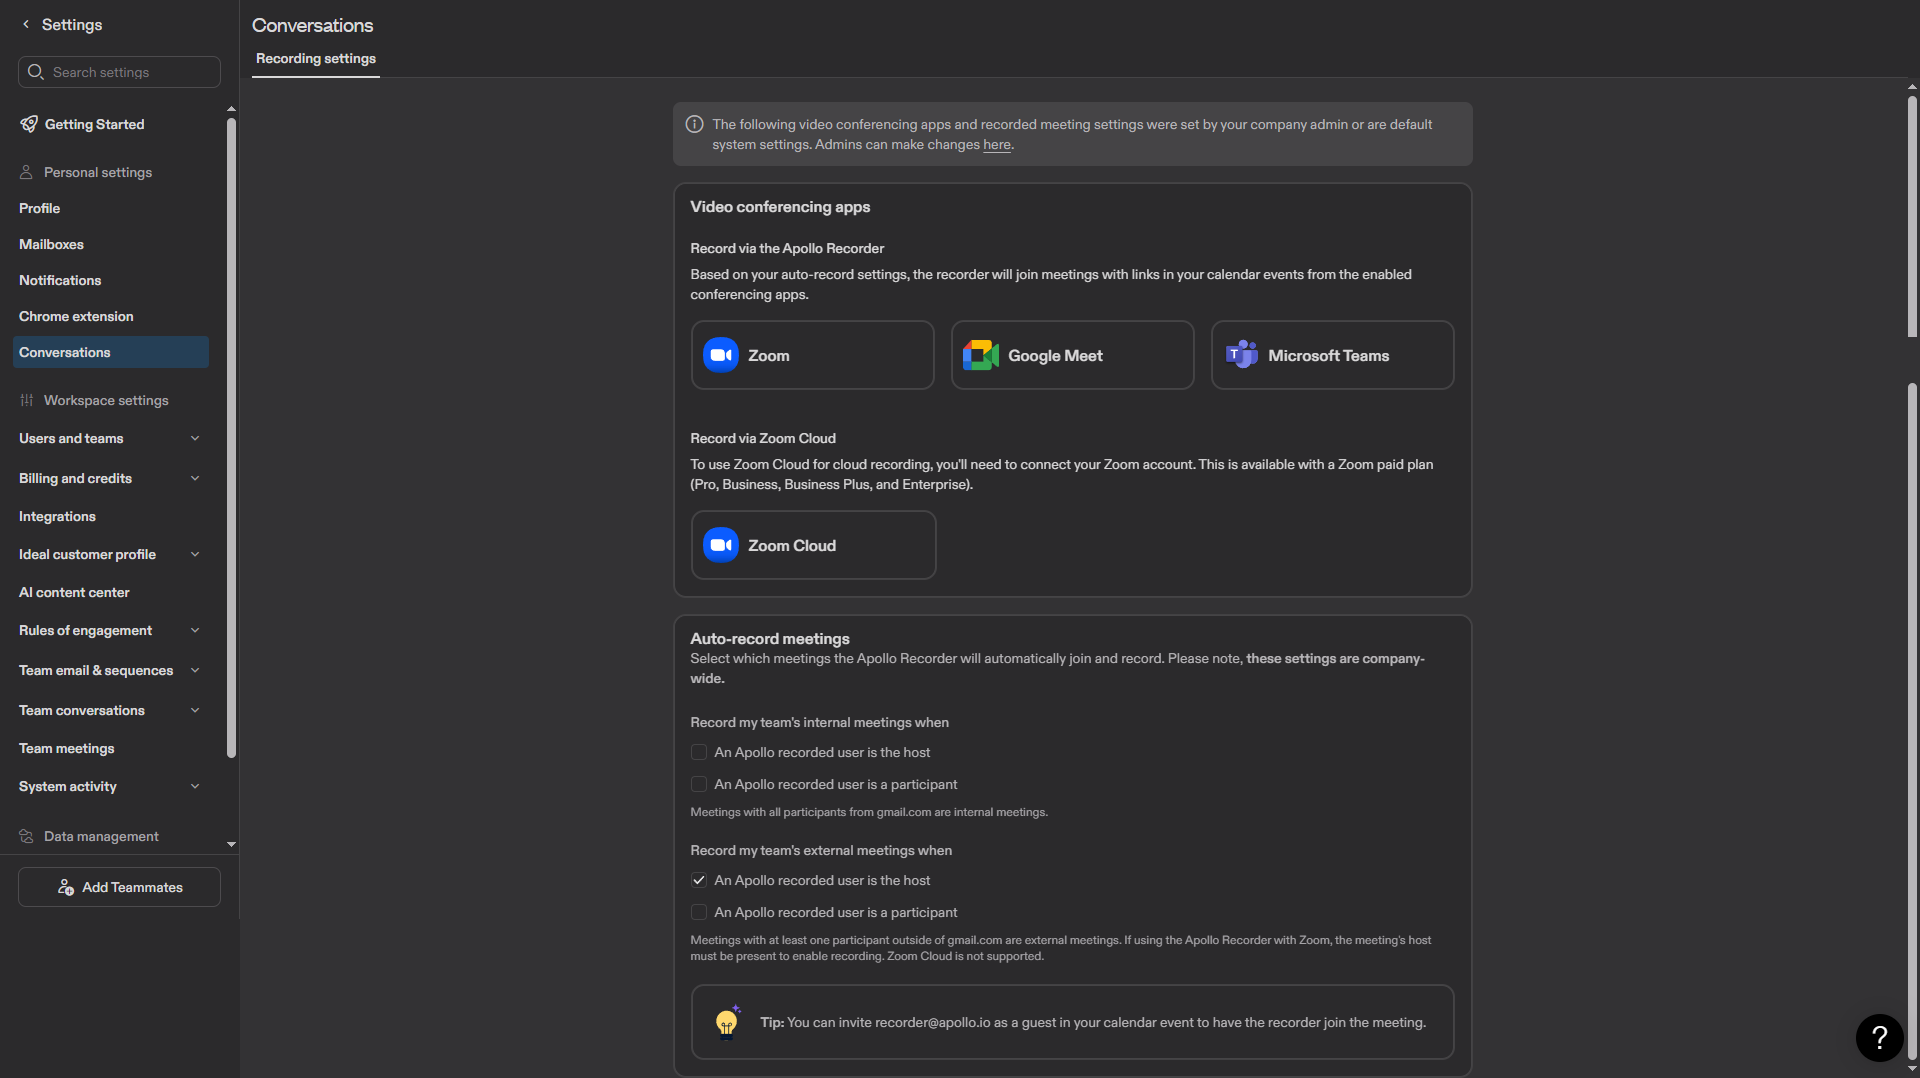 Settings
Search settings
Getting Started
Personal settings
Profile
Mailboxes
Notifications
Chrome extension
Conversations
Workspace settings
Users and teams
Billing and credits
Integrations
Ideal customer profile
AI content center
Rules of engagement
Team email & sequences
Team conversations
Team meetings
System activity
Data management
Add Teammates
Conversations
Recording settings
The following video conferencing apps and recorded meeting settings were set by your company admin or are default
system settings. Admins can make changes here.
Video conferencing apps
Record via the Apollo Recorder
Based on your auto-record settings, the recorder will join meetings with links in your calendar events from the enabled
conferencing apps.
Zoom
Google Meet
T
Microsoft Teams
Record via Zoom Cloud
To use Zoom Cloud for cloud recording, you'll need to connect your Zoom account. This is available with a Zoom paid plan
(Pro, Business, Business Plus, and Enterprise).
Zoom Cloud
Auto-record meetings
Select which meetings the Apollo Recorder will automatically join and record. Please note, these settings are company-
wide.
Record my team's internal meetings when
An Apollo recorded user is the host
An Apollo recorded user is a participant
Meetings with all participants from gmail.com are internal meetings.
Record my team's external meetings when
An Apollo recorded user is the host
An Apollo recorded user is a participant
Meetings with at least one participant outside of gmail.com are external meetings. If using the Apollo Recorder with Zoom, the meeting's host
must be present to enable recording. Zoom Cloud is not supported.
Tip: You can invite recorder@apollo.io as a guest in your calendar event to have the recorder join the meeting.
?